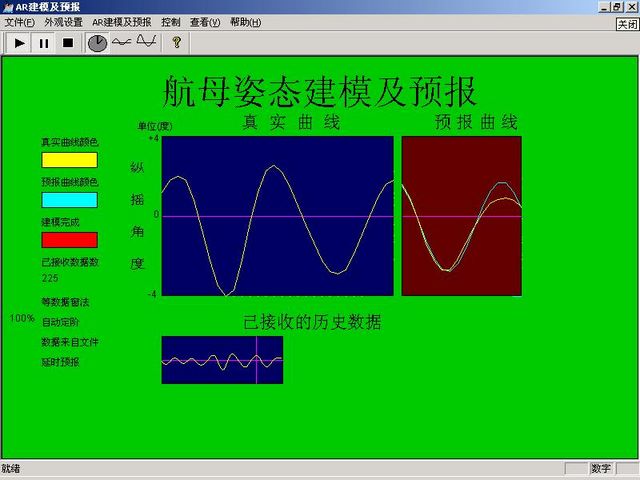 AR建模及预报
文件(F) 外观设置 AR建模及预报 控制 查看(V) 帮助(H)
关闭
航母姿态建模及预报
单位(度) 真实曲线 预报曲线
+4
真实曲线颜色
纵摇角度
预报曲线颜色
0
建模完成
已接收数据数
225
-4
等数据窗法
100%
自动定阶
已接收的历史数据
数据来自文件
延时预报
就绪 数字